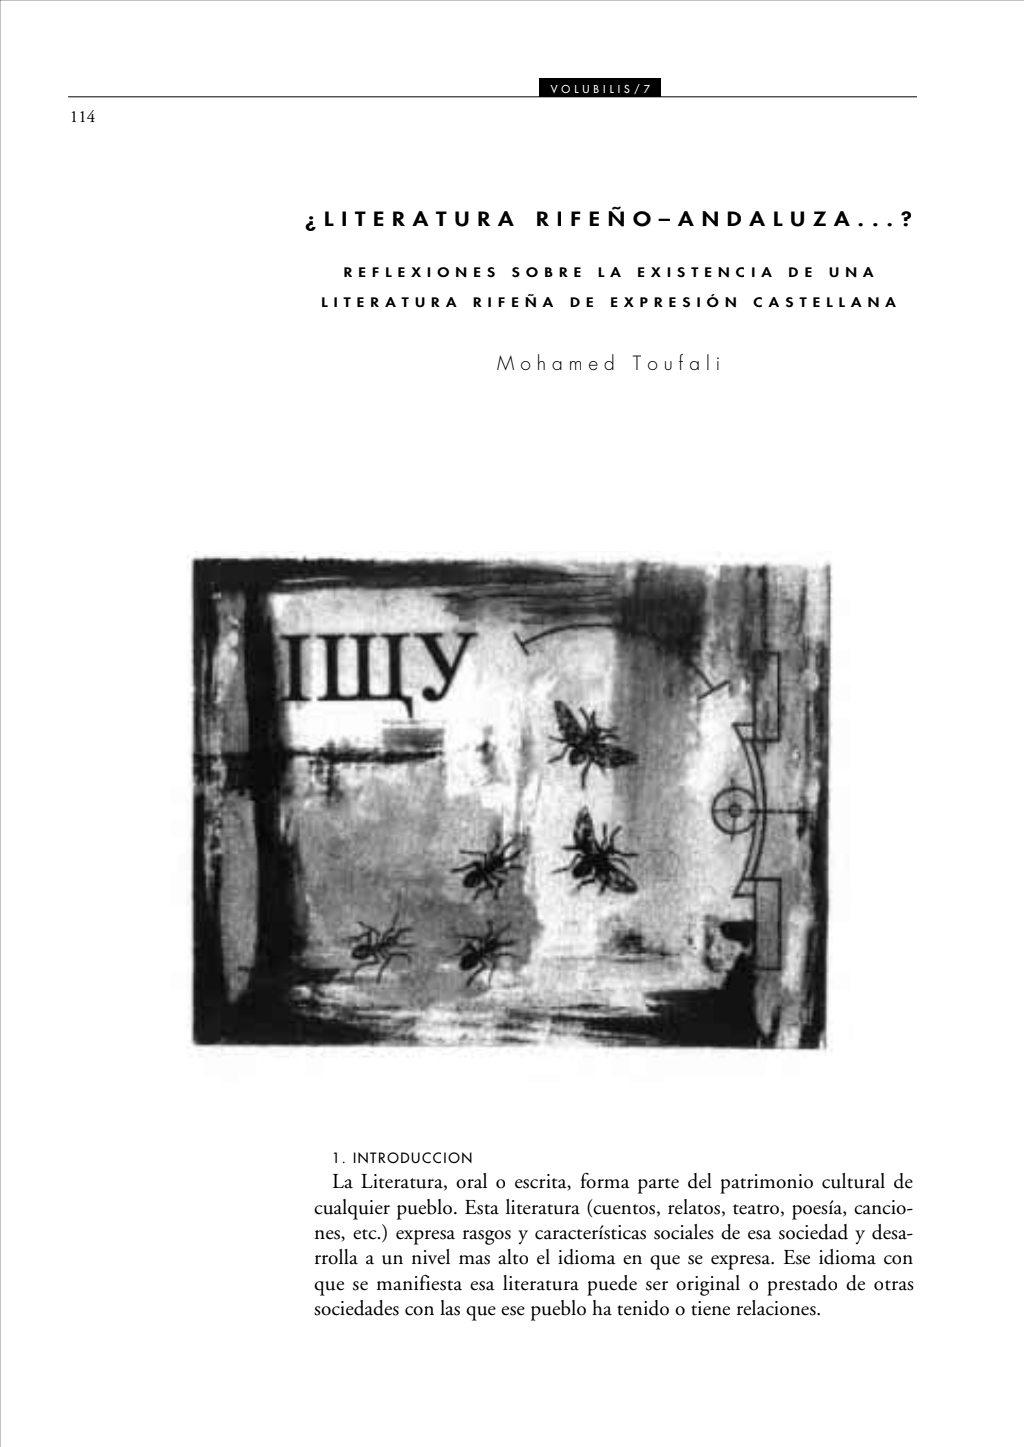 VOLUBILIS/7
114
¿LITERATURA RIFEÑO–ANDALUZA...?
REFLEXIONES SOBRE LA EXISTENCIA DE UNA
LITERATURA RIFEÑA DE EXPRESIÓN CASTELLANA
Mohamed Toufali
ІЩУ
1. INTRODUCCION
La Literatura, oral o escrita, forma parte del patrimonio cultural de
cualquier pueblo. Esta literatura (cuentos, relatos, teatro, poesía, cancio-
nes, etc.) expresa rasgos y características sociales de esa sociedad y desa-
rrolla a un nivel mas alto el idioma en que se expresa. Ese idioma con
que se manifiesta esa literatura puede ser original o prestado de otras
sociedades con las que ese pueblo ha tenido o tiene relaciones.